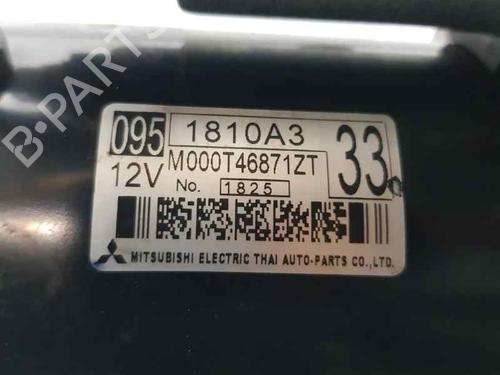 095 1810A3 33
12V M000T46871ZT
No. 1825
MITSUBISHI ELECTRIC THAI AUTO-PARTS CO.,LTD.
B-PARTS